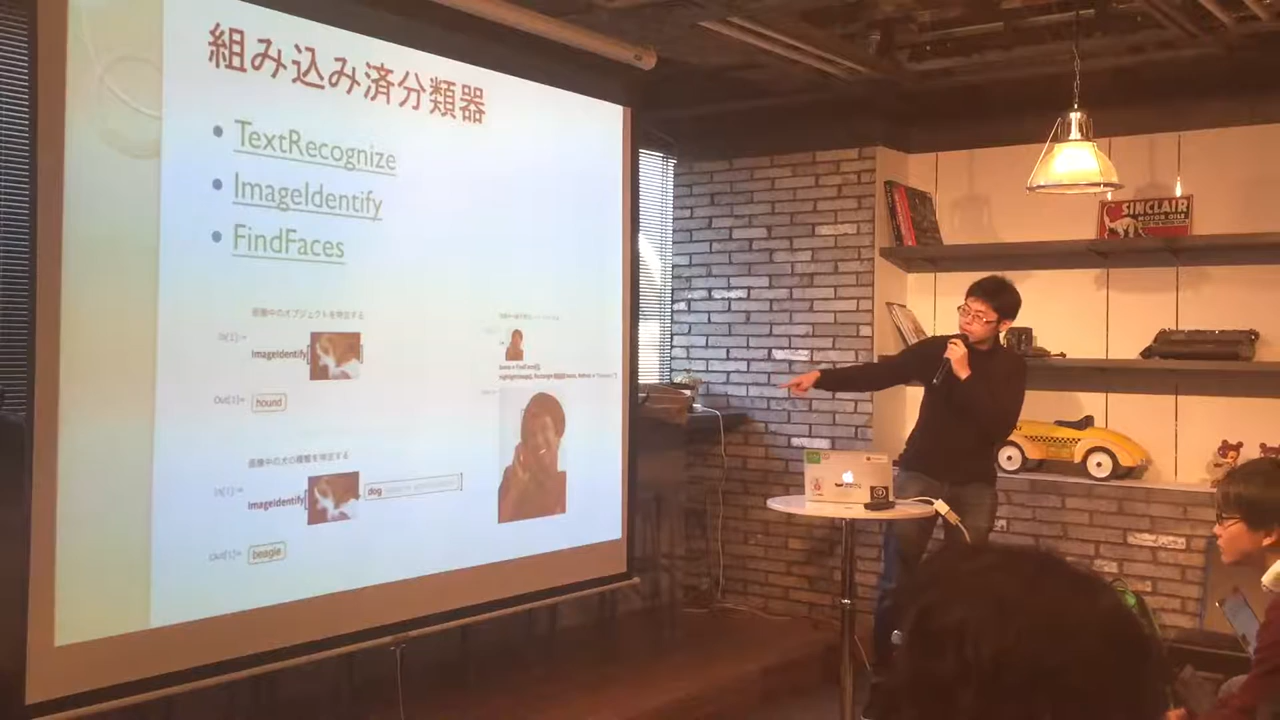 組み込み済分類器
• TextRecognize
• ImageIdentify
• FindFaces
画像中のオブジェクトを特定する
In[1]:=
ImageIdentify[
Out[1]=
hound
画像中の犬の種類を特定する
In[1]:=
ImageIdentify[
dog
Out[1]=
beagle
SINCLAIR
MOTOR OILS